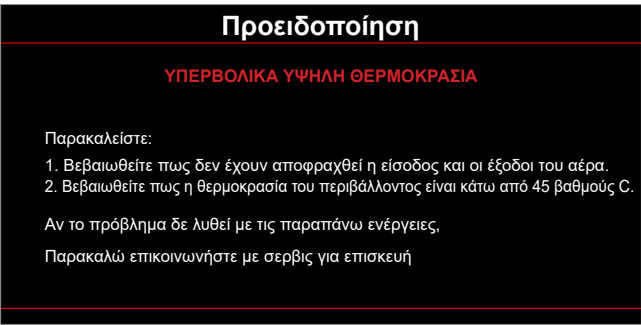 Προειδοποίηση
ΥΠΕΡΒΟΛΙΚΑ ΥΨΗΛΗ ΘΕΡΜΟΚΡΑΣΙΑ
Παρακαλείστε:
1. Βεβαιωθείτε πως δεν έχουν αποφραχθεί η είσοδος και οι έξοδοι του αέρα.
2. Βεβαιωθείτε πως η θερμοκρασία του περιβάλλοντος είναι κάτω από 45 βαθμούς C.
Αν το πρόβλημα δε λυθεί με τις παραπάνω ενέργειες,
Παρακαλώ επικοινωνήστε με σερβις για επισκευή